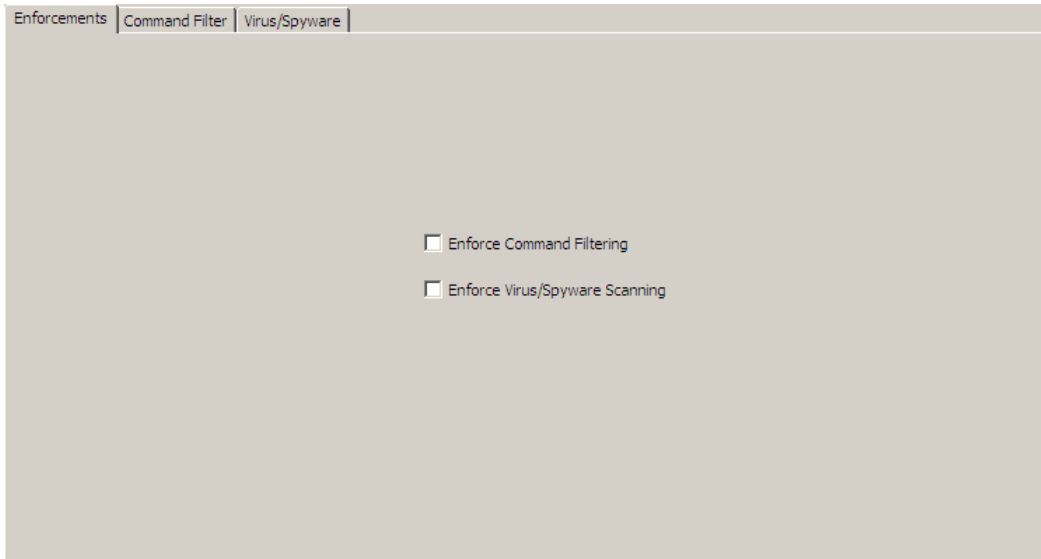 Enforcements Command Filter Virus/Spyware
Enforce Command Filtering
Enforce Virus/Spyware Scanning